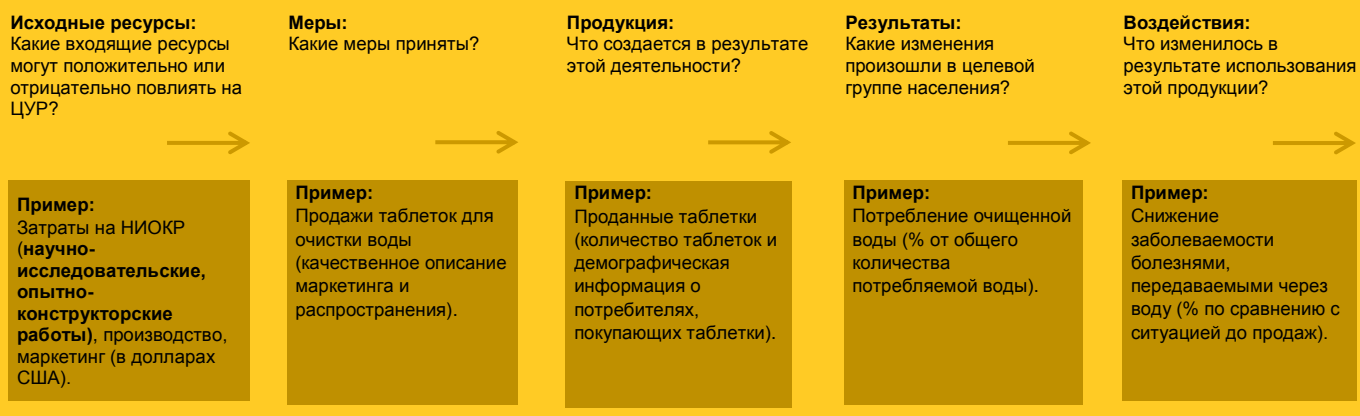 Исходные ресурсы:
Какие входящие ресурсы
могут положительно или
отрицательно повлиять на
ЦУР?
Меры:
Какие меры приняты?
Продукция:
Что создается в результате
этой деятельности?
Результаты:
Какие изменения
произошли в целевой
группе населения?
Воздействия:
Что изменилось в
результате использования
этой продукции?
Пример:
Затраты на НИОКР
(научно-
исследовательские,
опытно-
конструкторские
работы), производство,
маркетинг (в долларах
США).
Пример:
Продажи таблеток для
очистки воды
(качественное описание
маркетинга и
распространения).
Пример:
Проданные таблетки
(количество таблеток и
демографическая
информация о
потребителях,
покупающих таблетки).
Пример:
Потребление очищенной
воды (% от общего
количества
потребляемой воды).
Пример:
Снижение
заболеваемости
болезнями,
передаваемыми через
воду (% по сравнению с
ситуацией до продаж).